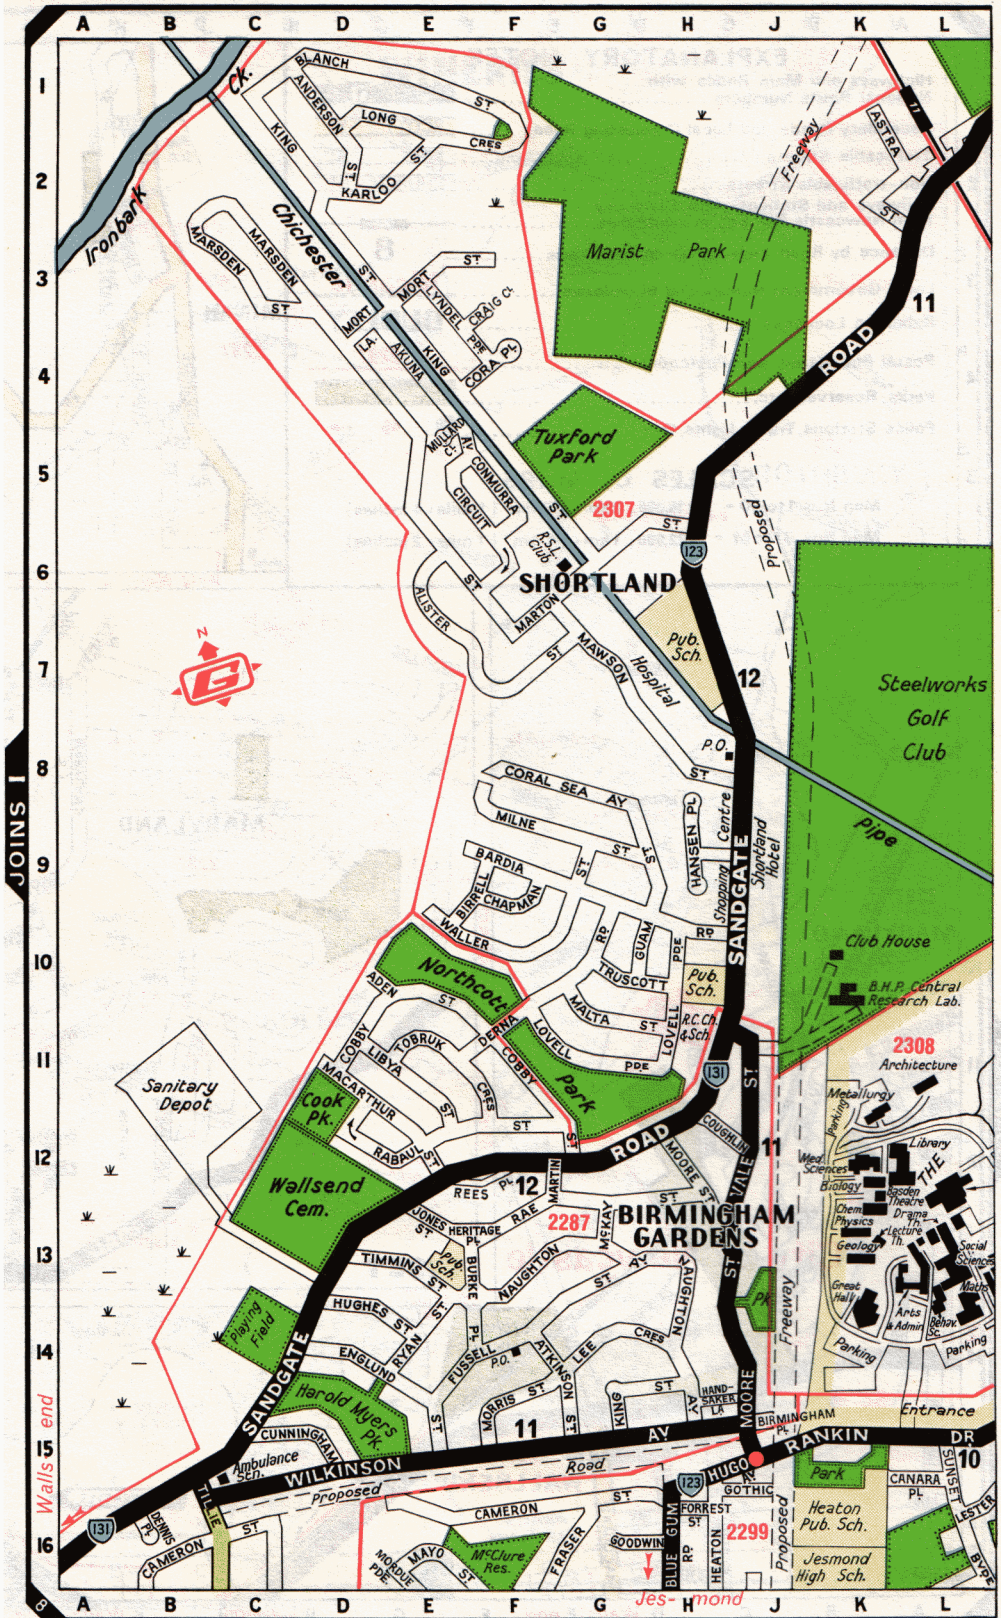 A B C D E F G H J K L
1
2
3
4
5
6
7
8
9
10
11
12
13
14
15
16
JOINS 1
Ironbark
Ck.
BLANCH
ST
ANDERSON
ST
LONG
CRES
KING
ST
KARLOO
ST
Chichester
MARSDEN
MARSDEN
ST
MORT
LA.
MORT
ST
LYNDEL
PDE
CRAIG Ct.
CORA PL
AKUNA
KING
MULLARD
Ct.
AV
CONMURRA
CIRCUIT
ST
R.S.L.
Club
SHORTLAND
ALISTER
ST
MARTON
ST
MAWSON
ST
Hospital
Pub.
Sch.
Marist Park
Freeway
ASTRA
ST
11
11
ROAD
Tuxford
Park
2307
ST
123
Proposed
12
Steelworks
Golf
Club
P.O.
N
G
CORAL SEA AV
MILNE
ST
ST
BARDIA
ST
BIRRELL
CHAPMAN
WALLER
RD
HANSEN PL
Shopping Centre
SANDGATE
Shortland
Hotel
Pipe
RD
GUAM
PDE
TRUSCOTT
MALTA ST
LOVELL
LOVELL
PDE
Pub.
Sch.
R.C. Ch.
& Sch.
Club House
B.H.P. Central
Research Lab.
2308
Northcott
Park
ADEN
ST
DERNA
COBBY
COBBY
LIBYA
TOBRUK
CRES
ST
MACARTHUR
ST
RABAUL
ST
ST
Sanitary
Depot
Cook
Pk.
Wallsend
Cem.
131
ROAD
ST
COUGHLIN
MOORE ST
VALE
ST
11
12
REES PL
MARTIN
RAE
JONES
ST
HERITAGE
PL
2287
McKAY
ST
BIRMINGHAM
GARDENS
AV
TIMMINS ST
Pub.
Sch.
BURKE
PL
NAUGHTON
ST
NAUGHTON
AV
HUGHES ST
ENGLUND
RYAN
ST
FUSSELL
P.O.
ATKINSON
ST
LEE
CRES
MORRIS ST
KING
ST
HAND-
SAKER
LA
ST
MOORE
Pk
Freeway
Architecture
Metallurgy
Parking
Library
THE
Med.
Sciences
Biology
Basden
Theatre
Chem.
Physics
Drama
Th.
Lecture
Th.
Geology
Social
Science
Maths
Great
Hall
Arts
& Admin
Behav.
Sc.
Parking
Parking
Entrance
Playing
Field
SANDGATE
Harold Myers
Pk.
CUNNINGHAM
Ambulance
Stn.
WILKINSON
AV
11
Proposed Road
BIRMINGHAM
PL
RANKIN DR
10
HUGO
AV
GOTHIC
Park
CANARA
PL
SUNSET
LESTER
BYDE
Wallsend
131
TILLIE
ST
DENNIS
PL
CAMERON ST
CAMERON ST
MORDUE
PDE
MAYO
ST
McClure
Res.
FRASER
GOODWIN
123
BLUE GUM
RD
FORREST
ST
HEATON
2299
Proposed
Heaton
Pub. Sch.
Jesmond
High Sch.
Jes- mond
8
A B C D E F G H J K L